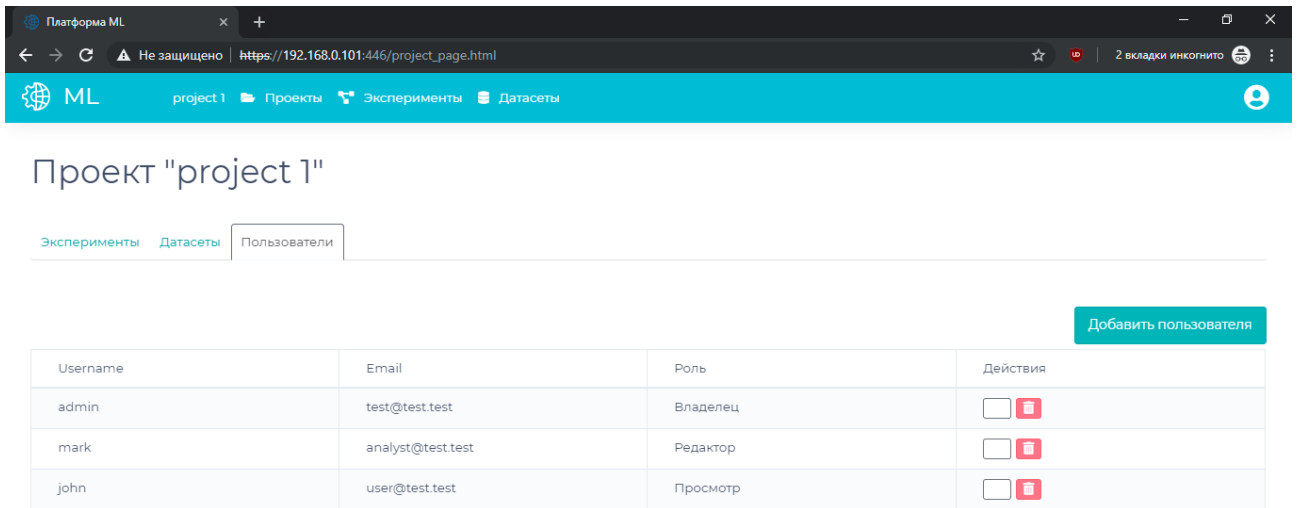 Платформа ML
Не защищено | https://192.168.0.101:446/project_page.html 2 вкладки инкогнито
ML project 1 Проекты Эксперименты Датасеты
Проект "project 1"
Эксперименты Датасеты Пользователи
Добавить пользователя
Username Email Роль Действия
admin test@test.test Владелец
mark analyst@test.test Редактор
john user@test.test Просмотр